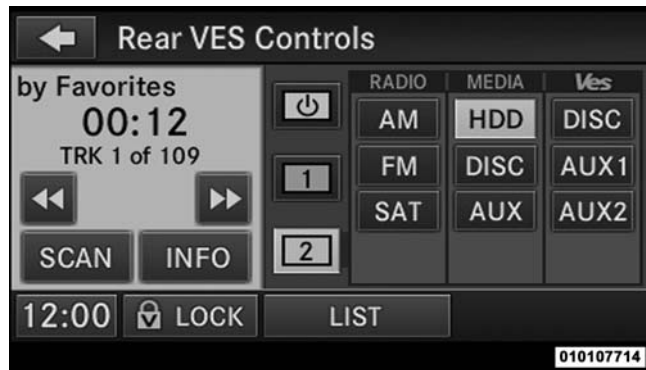 Rear VES Controls
by Favorites
00:12
TRK 1 of 109
SCAN INFO
1
2
RADIO MEDIA Ves
AM HDD DISC
FM DISC AUX1
SAT AUX AUX2
12:00 LOCK LIST
010107714